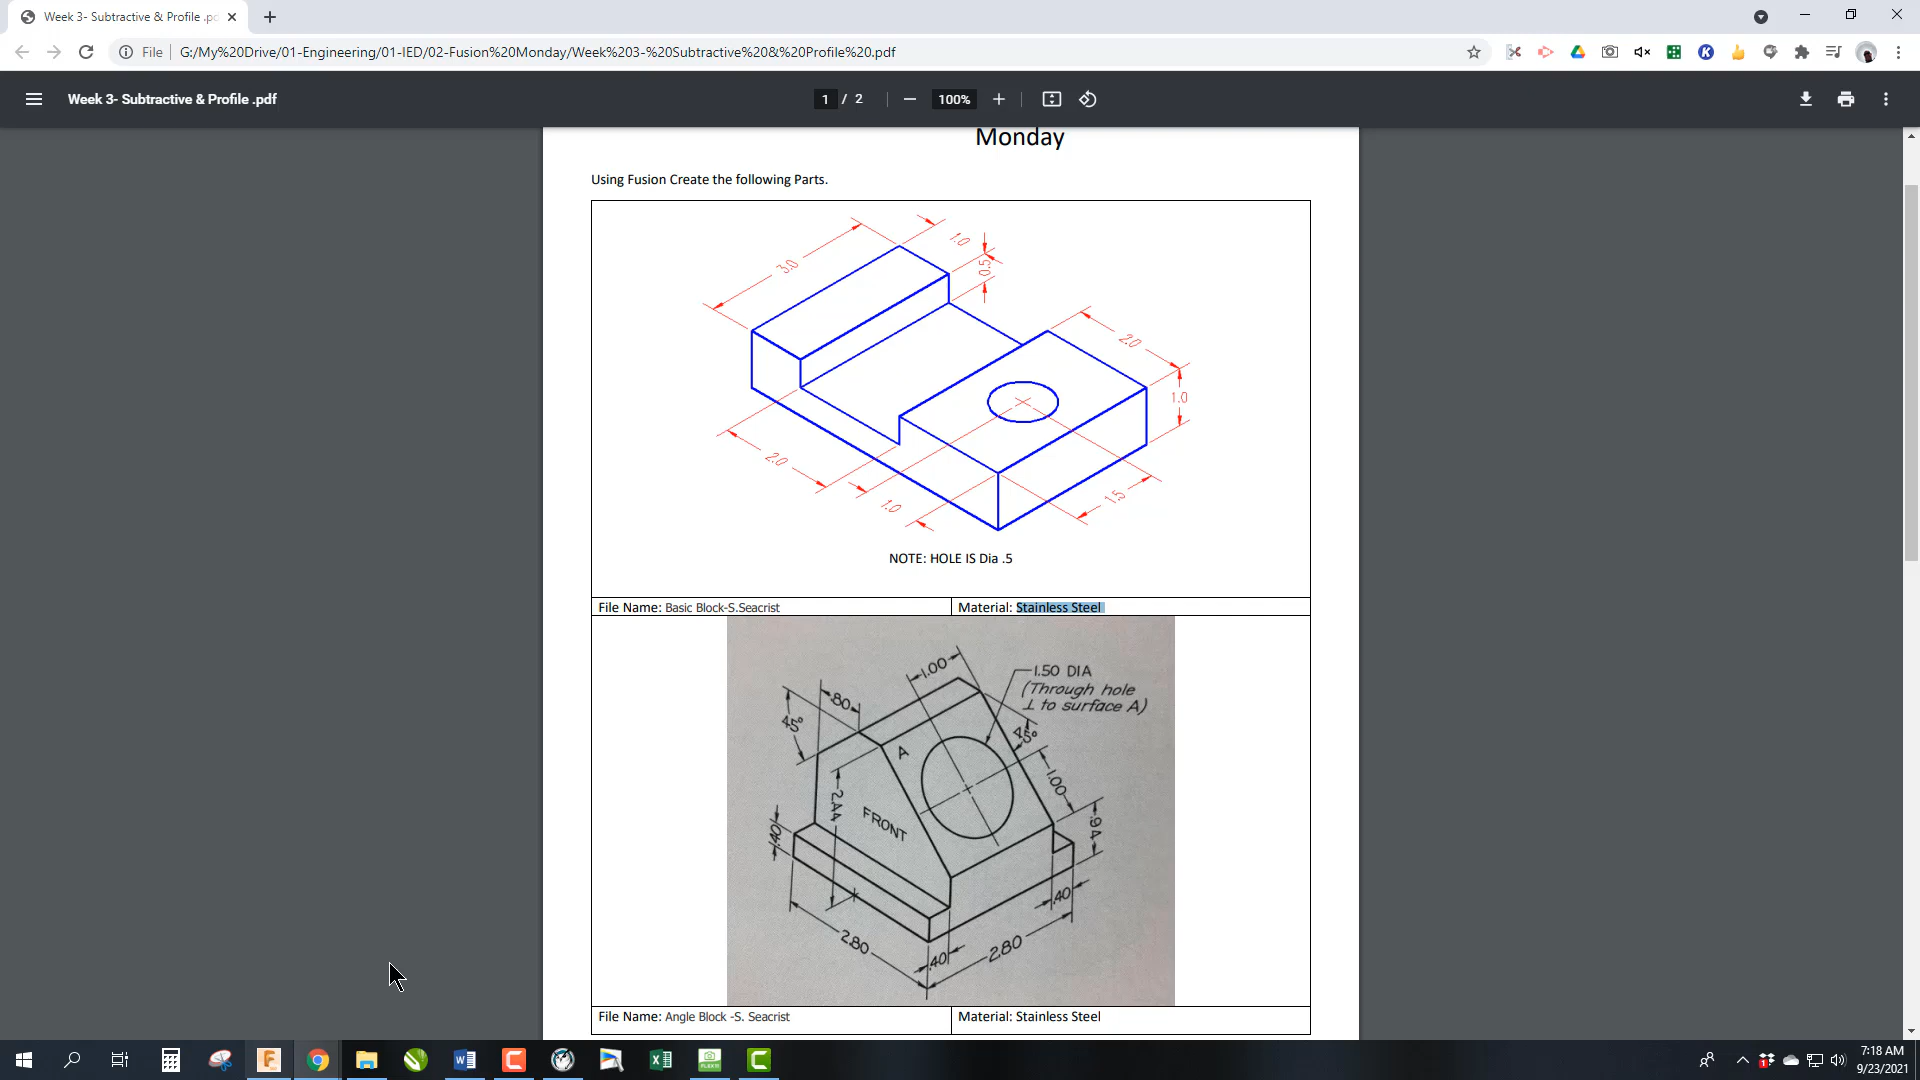 Week 3- Subtractive & Profile .pd
File
G:/My%20Drive/01-Engineering/01-IED/02-Fusion%20Monday/Week%203-%20Subtractive%20&%20Profile%20.pdf
Week 3- Subtractive & Profile .pdf
1 / 2
100%
Monday
Using Fusion Create the following Parts.
3.0
1.0
0.5
2.0
1.0
2.0
1.0
1.5
NOTE: HOLE IS Dia .5
File Name: Basic Block-S.Seacrist
Material: Stainless Steel
1.00
1.50 DIA
(Through hole
⊥ to surface A)
.80
45°
45°
A
1.00
2.44
FRONT
.94
.40
.40
2.80
.40
2.80
File Name: Angle Block -S. Seacrist
Material: Stainless Steel
7:18 AM
9/23/2021